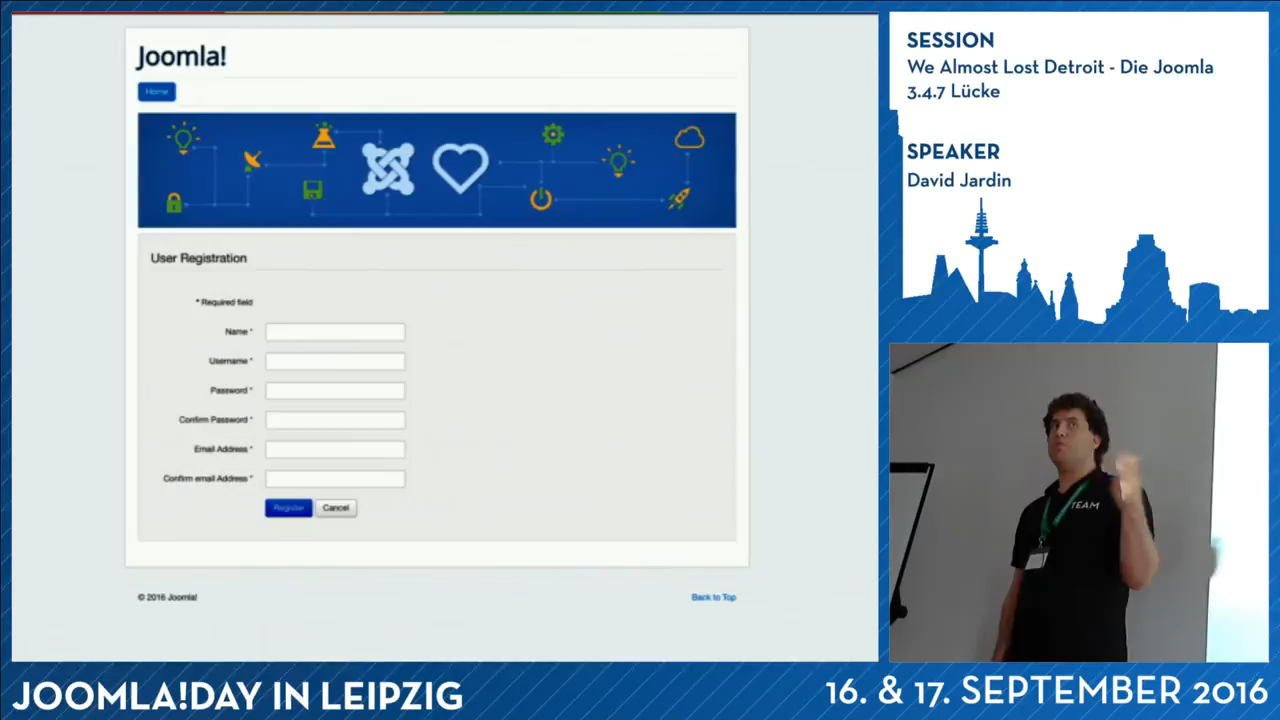 Joomla!
Home
User Registration
* Required field
Name *
Username *
Password *
Confirm Password *
Email Address *
Confirm email Address *
Register
Cancel
© 2016 Joomla!
Back to Top
SESSION
We Almost Lost Detroit - Die Joomla
3.4.7 Lücke
SPEAKER
David Jardin
TEAM
JOOMLA!DAY IN LEIPZIG
16. & 17. SEPTEMBER 2016